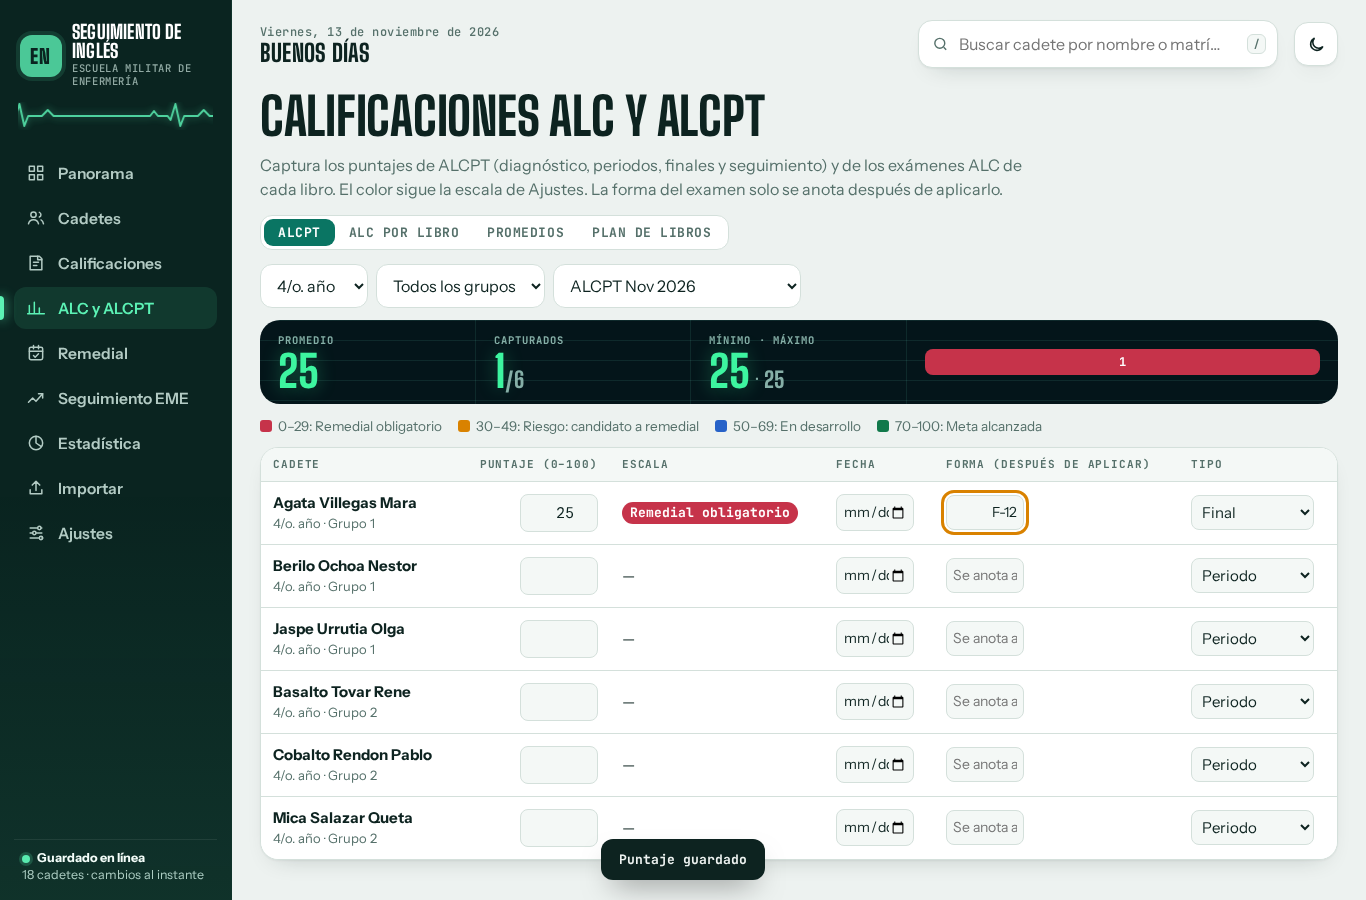 EN
SEGUIMIENTO DE
INGLÉS
ESCUELA MILITAR DE
ENFERMERÍA
Panorama
Cadetes
Calificaciones
ALC y ALCPT
Remedial
Seguimiento EME
Estadística
Importar
Ajustes
Guardado en línea
18 cadetes · cambios al instante
Viernes, 13 de noviembre de 2026
BUENOS DÍAS
Buscar cadete por nombre o matrí...
/
CALIFICACIONES ALC Y ALCPT
Captura los puntajes de ALCPT (diagnóstico, periodos, finales y seguimiento) y de los exámenes ALC de
cada libro. El color sigue la escala de Ajustes. La forma del examen solo se anota después de aplicarlo.
ALCPT ALC POR LIBRO PROMEDIOS PLAN DE LIBROS
4/o. año Todos los grupos ALCPT Nov 2026
PROMEDIO CAPTURADOS MÍNIMO · MÁXIMO
25 1/6 25 · 25 1
0–29: Remedial obligatorio 30–49: Riesgo: candidato a remedial 50–69: En desarrollo 70–100: Meta alcanzada
CADETE PUNTAJE (0–100) ESCALA FECHA FORMA (DESPUÉS DE APLICAR) TIPO
Agata Villegas Mara
4/o. año · Grupo 1
25 Remedial obligatorio mm/dd F-12 Final
Berilo Ochoa Nestor
4/o. año · Grupo 1
— mm/dd Se anota a Periodo
Jaspe Urrutia Olga
4/o. año · Grupo 1
— mm/dd Se anota a Periodo
Basalto Tovar Rene
4/o. año · Grupo 2
— mm/dd Se anota a Periodo
Cobalto Rendon Pablo
4/o. año · Grupo 2
— mm/dd Se anota a Periodo
Mica Salazar Queta
4/o. año · Grupo 2
— mm/dd Se anota a Periodo
Puntaje guardado